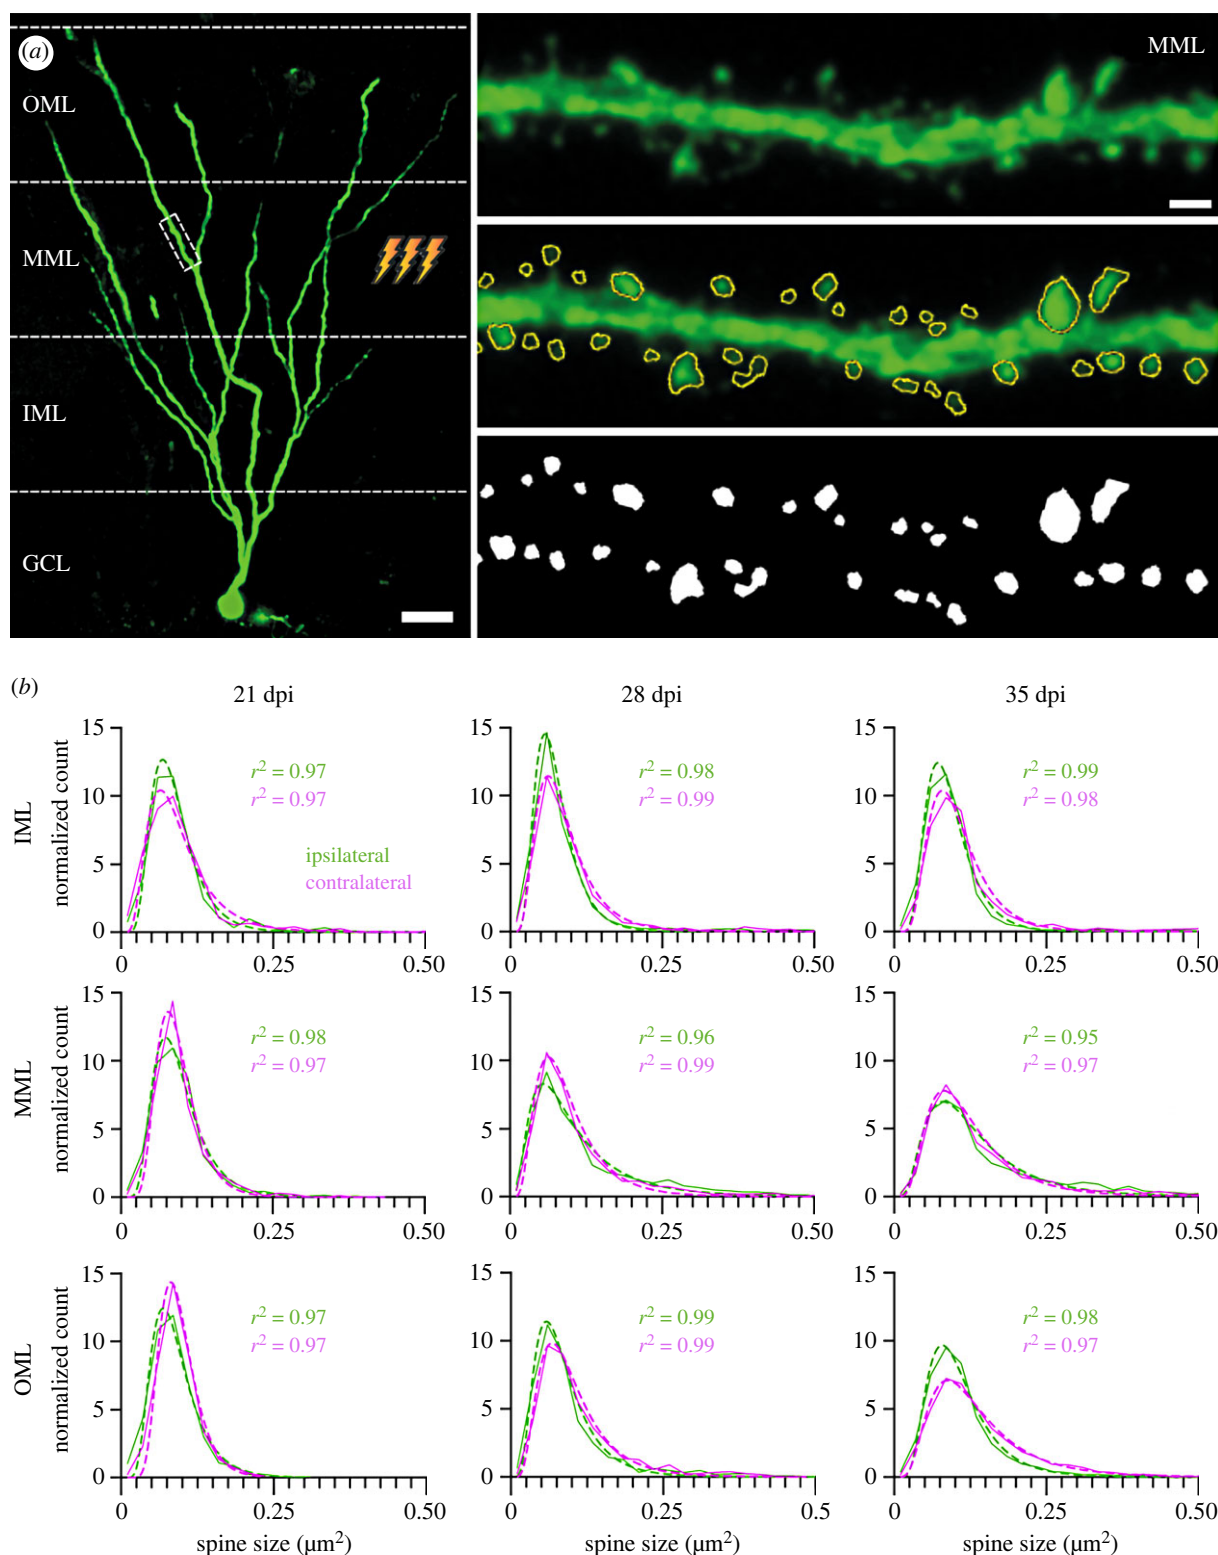 (a)
OML
MML
IML
GCL
MML
(b)
21 dpi
28 dpi
35 dpi
IML
normalized count
15
10
5
0
r² = 0.97
r² = 0.97
ipsilateral
contralateral
0
0.25
0.50
15
10
5
0
r² = 0.98
r² = 0.99
0
0.25
0.50
15
10
5
0
r² = 0.99
r² = 0.98
0
0.25
0.50
MML
normalized count
15
10
5
0
r² = 0.98
r² = 0.97
0
0.25
0.50
15
10
5
0
r² = 0.96
r² = 0.99
0
0.25
0.50
15
10
5
0
r² = 0.95
r² = 0.97
0
0.25
0.50
OML
normalized count
15
10
5
0
r² = 0.97
r² = 0.97
0
0.25
0.50
spine size (µm²)
15
10
5
0
r² = 0.99
r² = 0.99
0
0.25
0.50
spine size (µm²)
15
10
5
0
r² = 0.98
r² = 0.97
0
0.25
0.50
spine size (µm²)